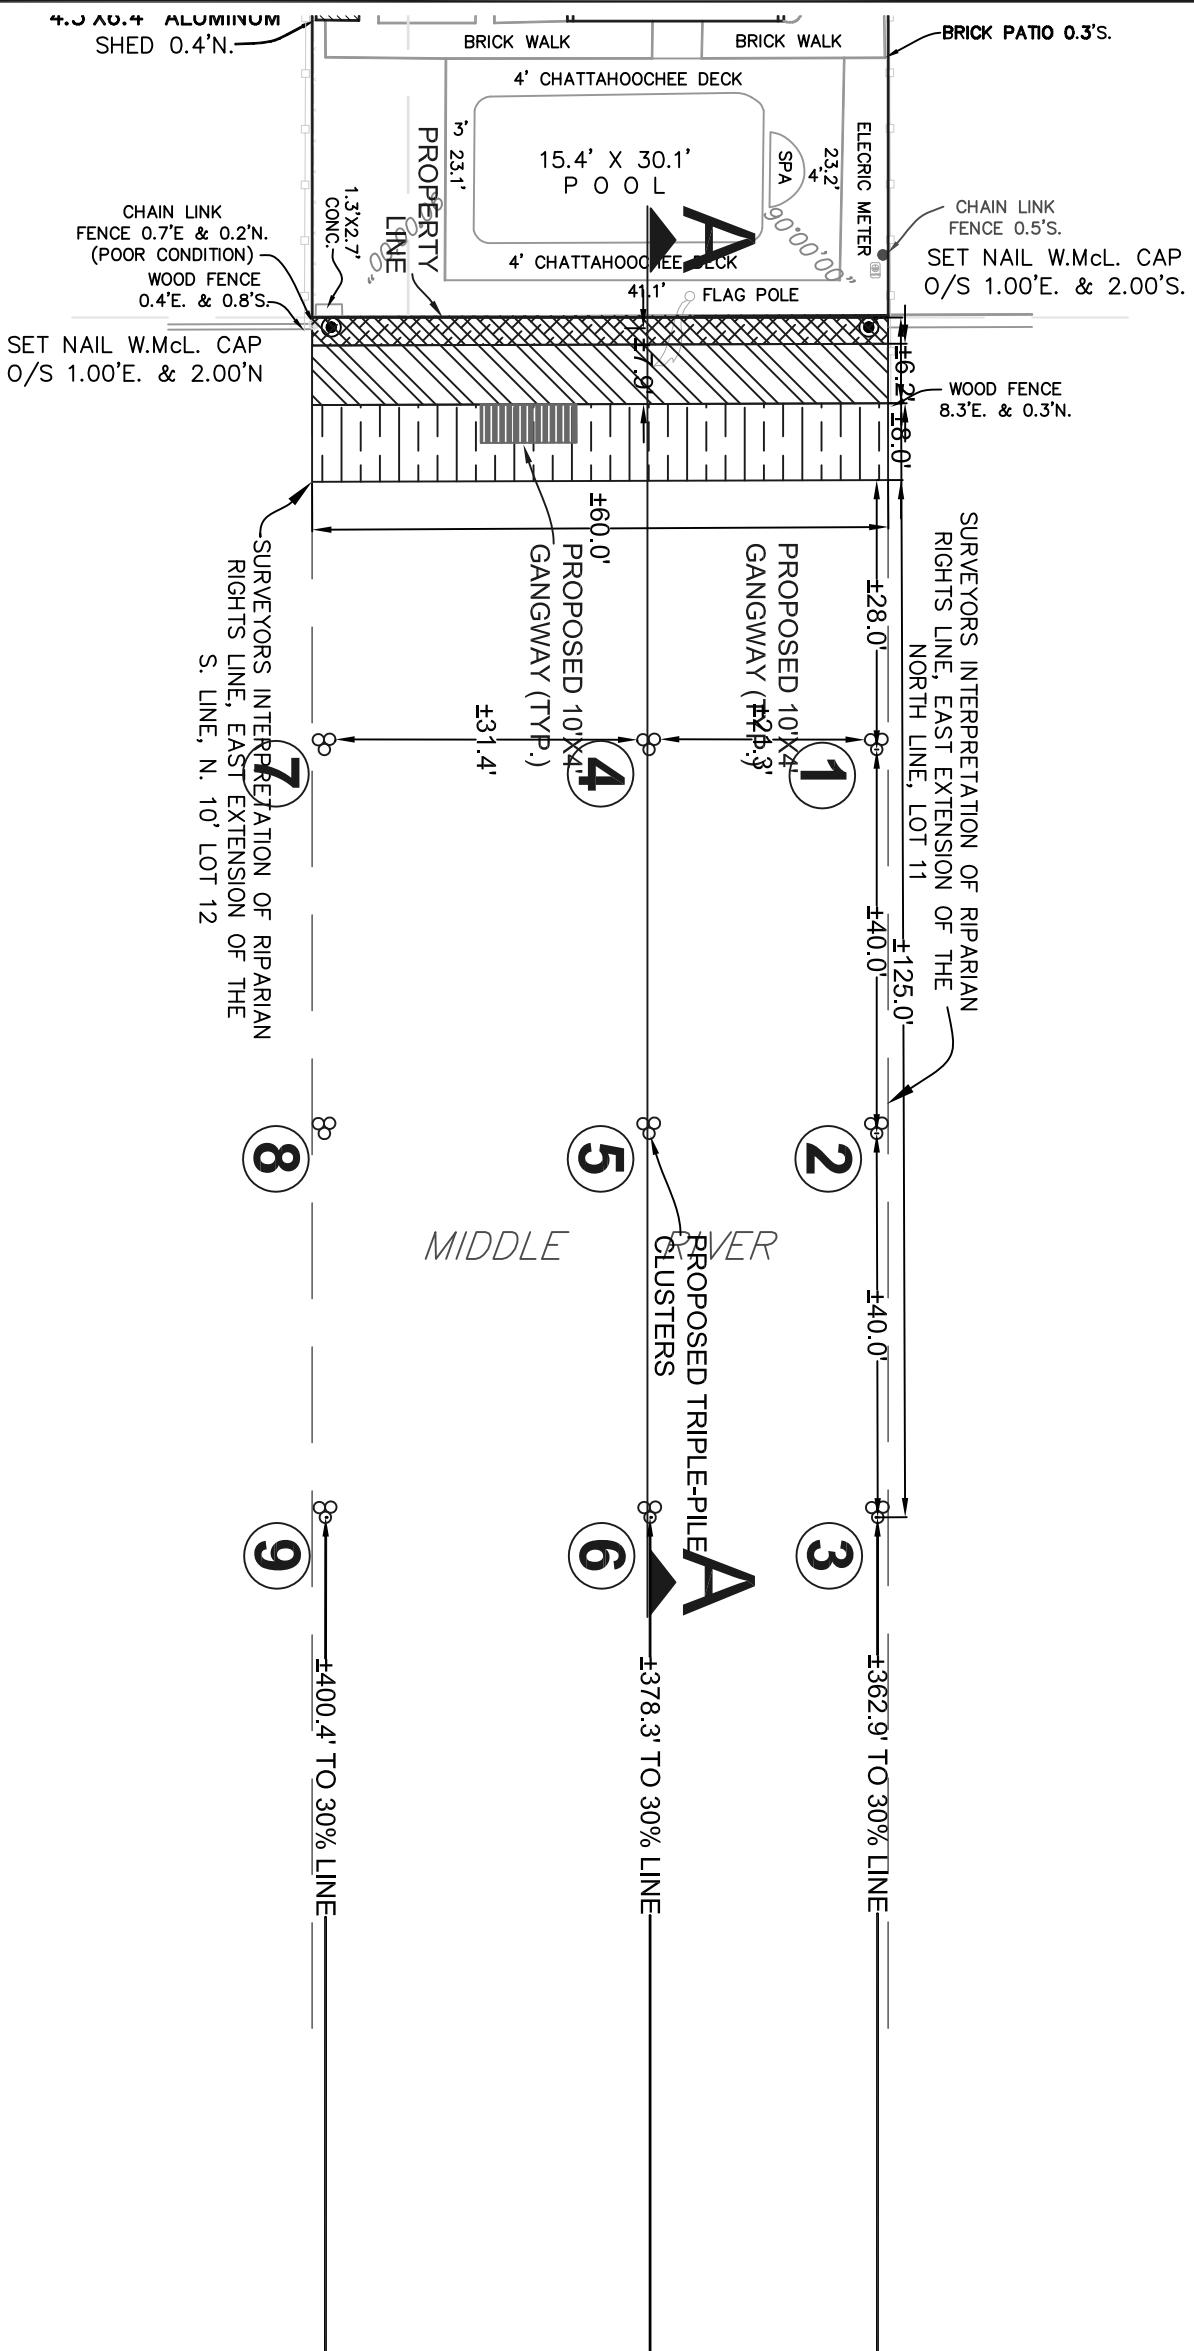 4.5'X6.4' ALUMINUM
SHED 0.4'N.
BRICK WALK
BRICK WALK
BRICK PATIO 0.3'S.
4' CHATTAHOOCHEE DECK
3'
23.1'
15.4' X 30.1'
P O O L
SPA
23.2'
4'
ELECRIC METER
PROPERTY
LINE
1.3'X2.7'
CONC.
A
90°00'00"
4' CHATTAHOOCHEE DECK
41.1'
FLAG POLE
CHAIN LINK
FENCE 0.7'E & 0.2'N.
(POOR CONDITION)
WOOD FENCE
0.4'E. & 0.8'S.
SET NAIL W.McL. CAP
O/S 1.00'E. & 2.00'N
CHAIN LINK
FENCE 0.5'S.
SET NAIL W.McL. CAP
O/S 1.00'E. & 2.00'S.
±6.2'
±8.0'
WOOD FENCE
8.3'E. & 0.3'N.
±60.0'
PROPOSED 10'X4'
GANGWAY (TYP.)
PROPOSED 10'X4'
GANGWAY (TYP.)
±28.0'
±31.4'
SURVEYORS INTERPRETATION OF RIPARIAN
RIGHTS LINE, EAST EXTENSION OF THE
S. LINE, N. 10' LOT 12
SURVEYORS INTERPRETATION OF RIPARIAN
RIGHTS LINE, EAST EXTENSION OF THE
NORTH LINE, LOT 11
7
4
1
±40.0'
±125.0'
8
5
2
MIDDLE RIVER
PROPOSED TRIPLE-PILE
CLUSTERS
±40.0'
9
6
3
A
±400.4' TO 30% LINE
±378.3' TO 30% LINE
±362.9' TO 30% LINE